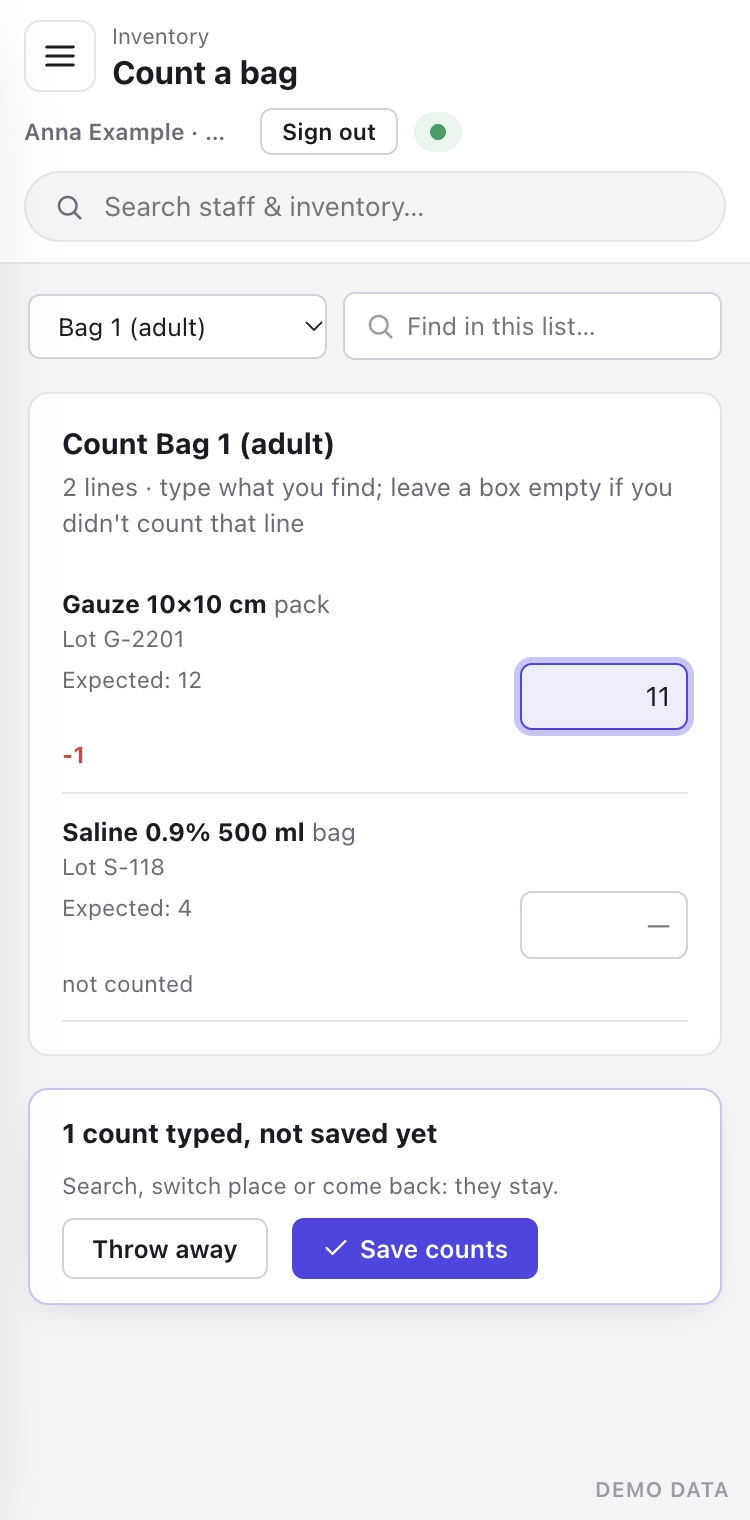 Inventory
Count a bag
Anna Example · ...
Sign out
Search staff & inventory...
Bag 1 (adult)
Find in this list...
Count Bag 1 (adult)
2 lines · type what you find; leave a box empty if you
didn't count that line
Gauze 10×10 cm pack
Lot G-2201
Expected: 12
11
-1
Saline 0.9% 500 ml bag
Lot S-118
Expected: 4
—
not counted
1 count typed, not saved yet
Search, switch place or come back: they stay.
Throw away
Save counts
DEMO DATA